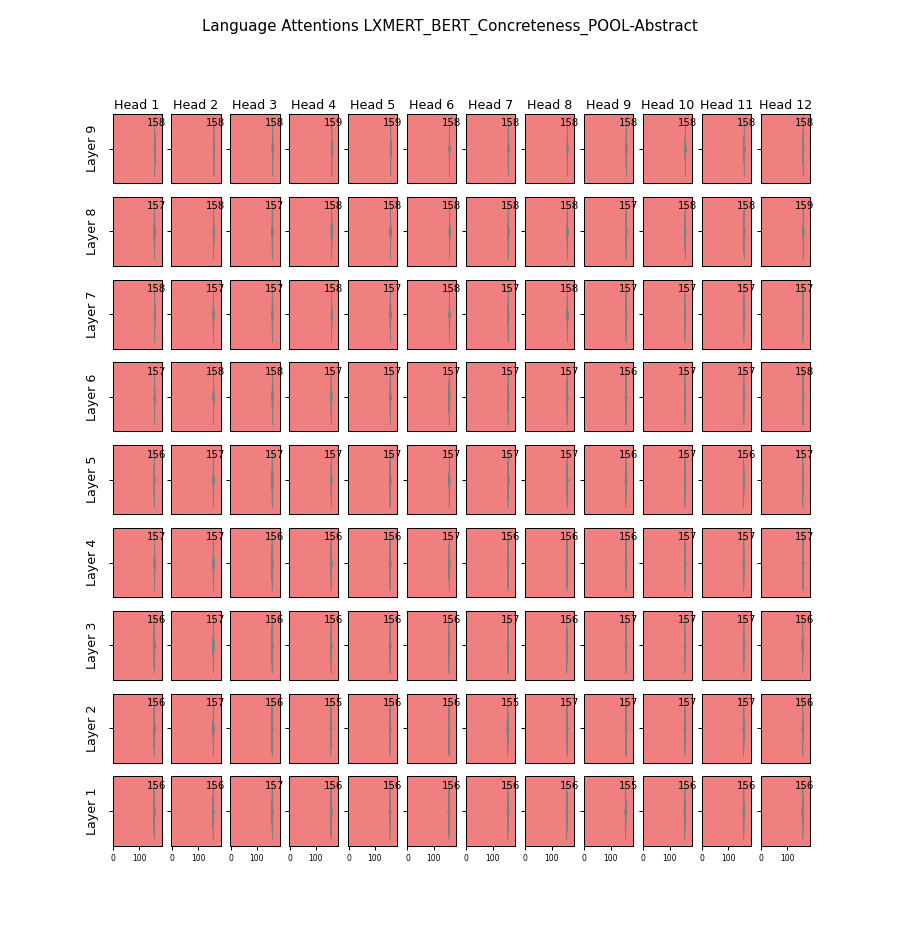 Language Attentions LXMERT_BERT_Concreteness_POOL-Abstract
Head 1 Head 2 Head 3 Head 4 Head 5 Head 6 Head 7 Head 8 Head 9 Head 10 Head 11 Head 12
Layer 9 158 158 158 159 159 158 158 158 158 158 158 158
Layer 8 157 158 157 158 158 158 158 158 157 158 158 159
Layer 7 158 157 157 158 157 158 157 158 157 157 157 157
Layer 6 157 158 158 157 157 157 157 157 156 157 157 158
Layer 5 156 157 157 157 157 157 157 157 156 157 156 157
Layer 4 157 157 156 156 156 157 156 156 156 157 157 157
Layer 3 156 157 156 156 156 156 157 156 157 157 157 156
Layer 2 156 157 156 155 156 156 155 157 157 157 157 156
Layer 1 156 156 157 156 156 156 156 156 155 156 156 156
0 100 0 100 0 100 0 100 0 100 0 100 0 100 0 100 0 100 0 100 0 100 0 100